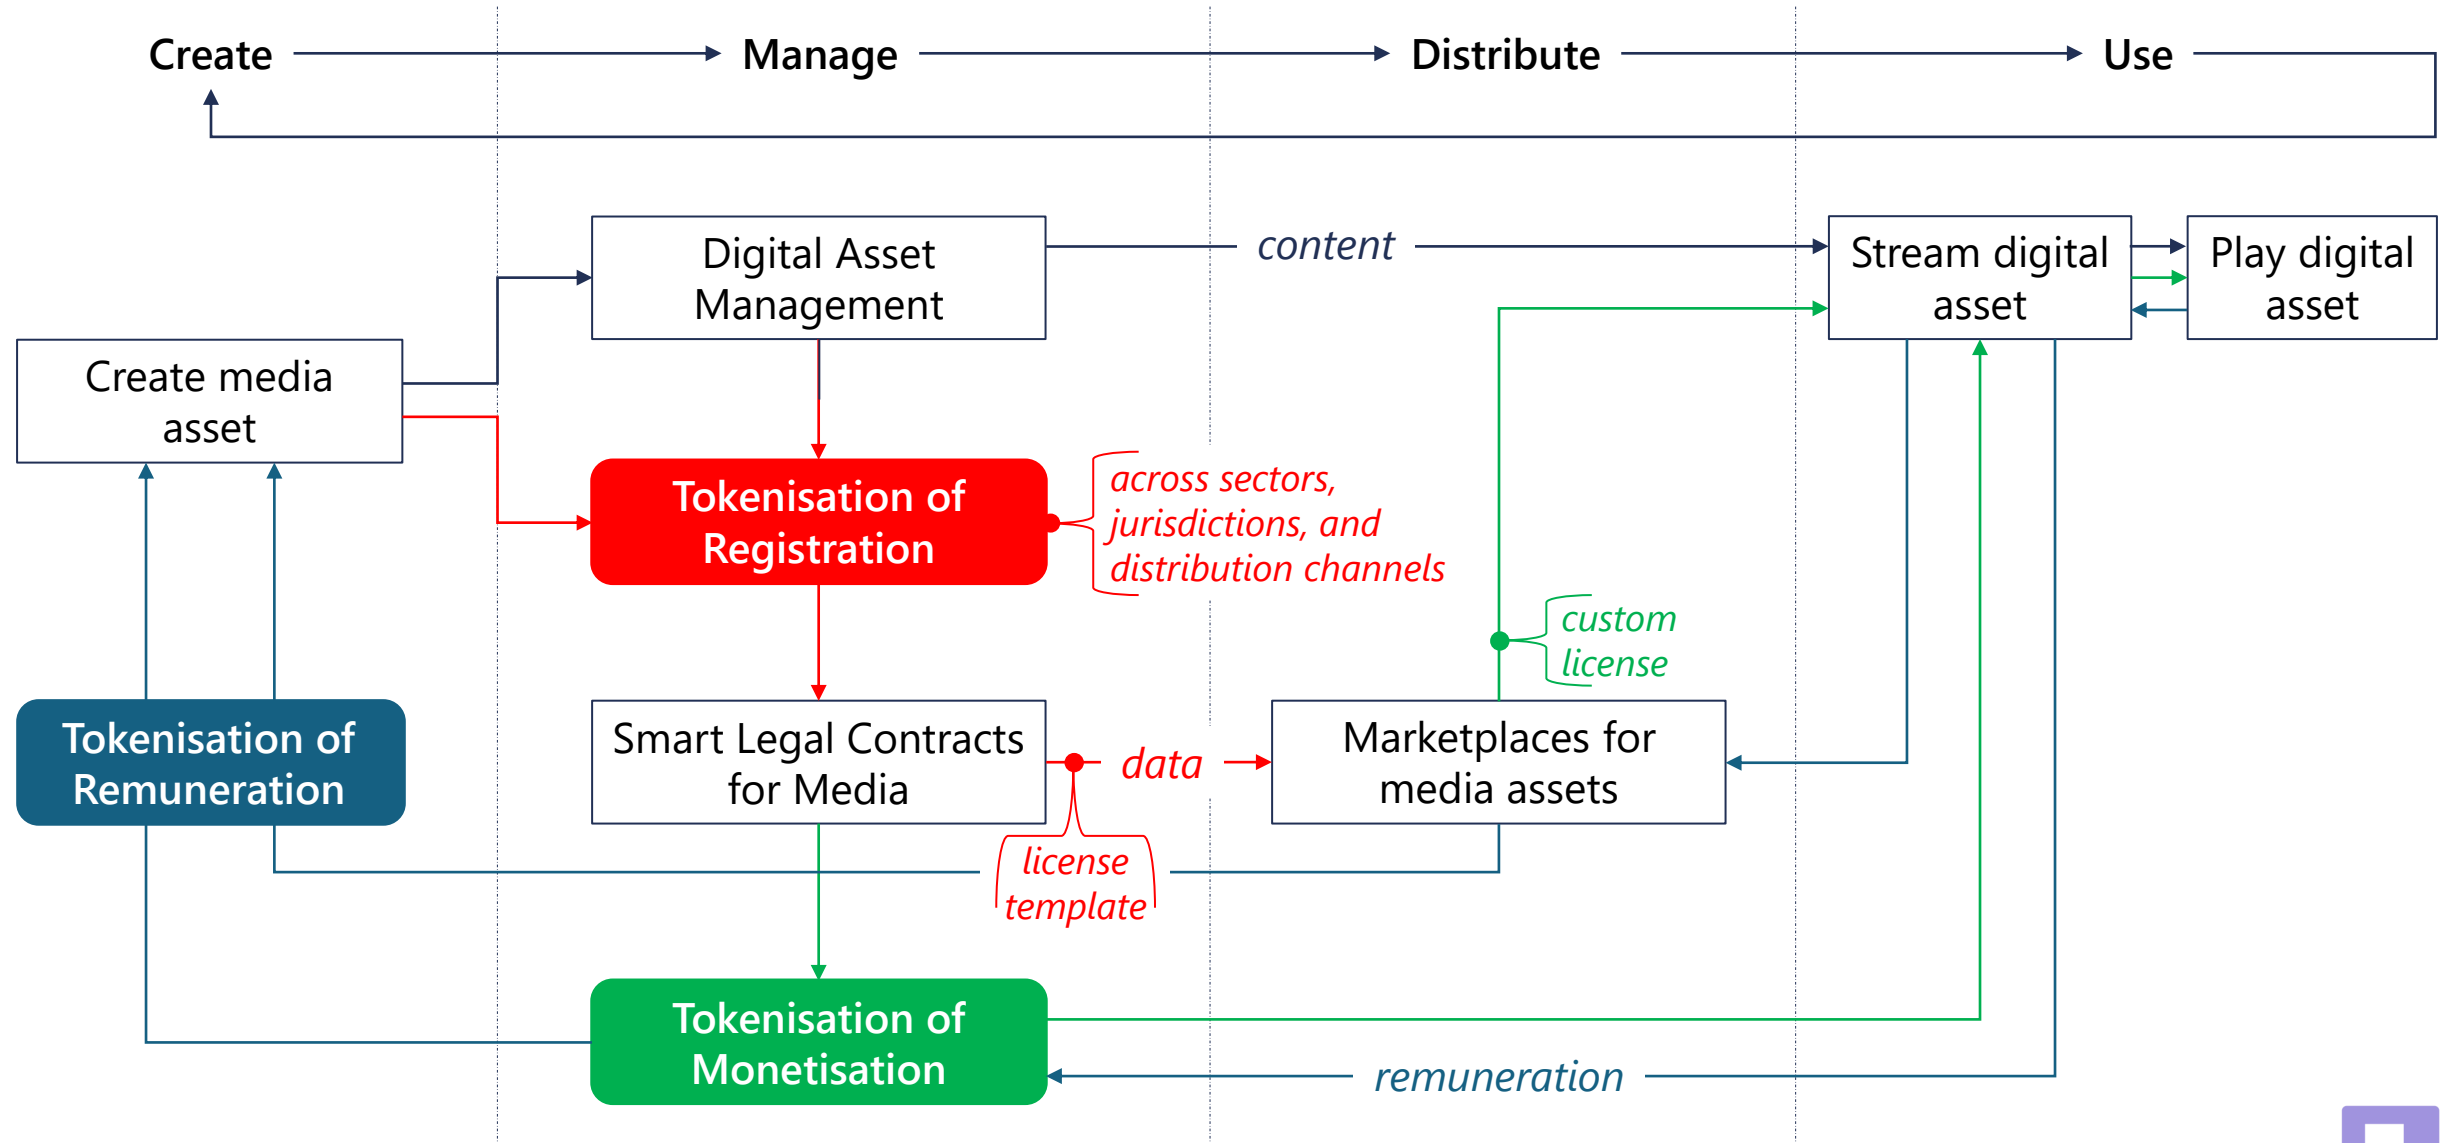 Create
Manage
Distribute
Use
Digital Asset
Management
content
Stream digital
asset
Play digital
asset
Create media
asset
Tokenisation of
Registration
across sectors,
jurisdictions, and
distribution channels
custom
license
Tokenisation of
Remuneration
Smart Legal Contracts
for Media
data
Marketplaces for
media assets
license
template
Tokenisation of
Monetisation
remuneration